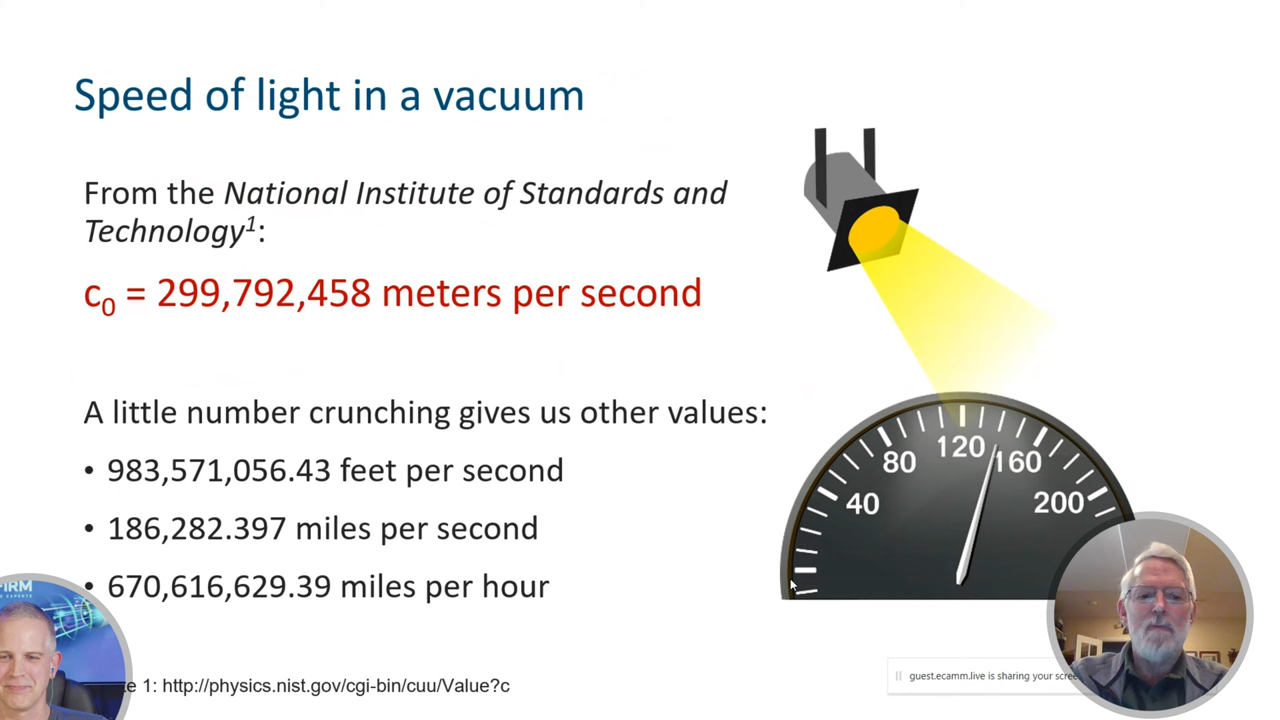 Speed of light in a vacuum
From the National Institute of Standards and
Technology1:
c0 = 299,792,458 meters per second
A little number crunching gives us other values:
• 983,571,056.43 feet per second
• 186,282.397 miles per second
• 670,616,629.39 miles per hour
40
80
120
160
200
FIRM
EXPERTS
1: http://physics.nist.gov/cgi-bin/cuu/Value?c
guest.ecamm.live is sharing your